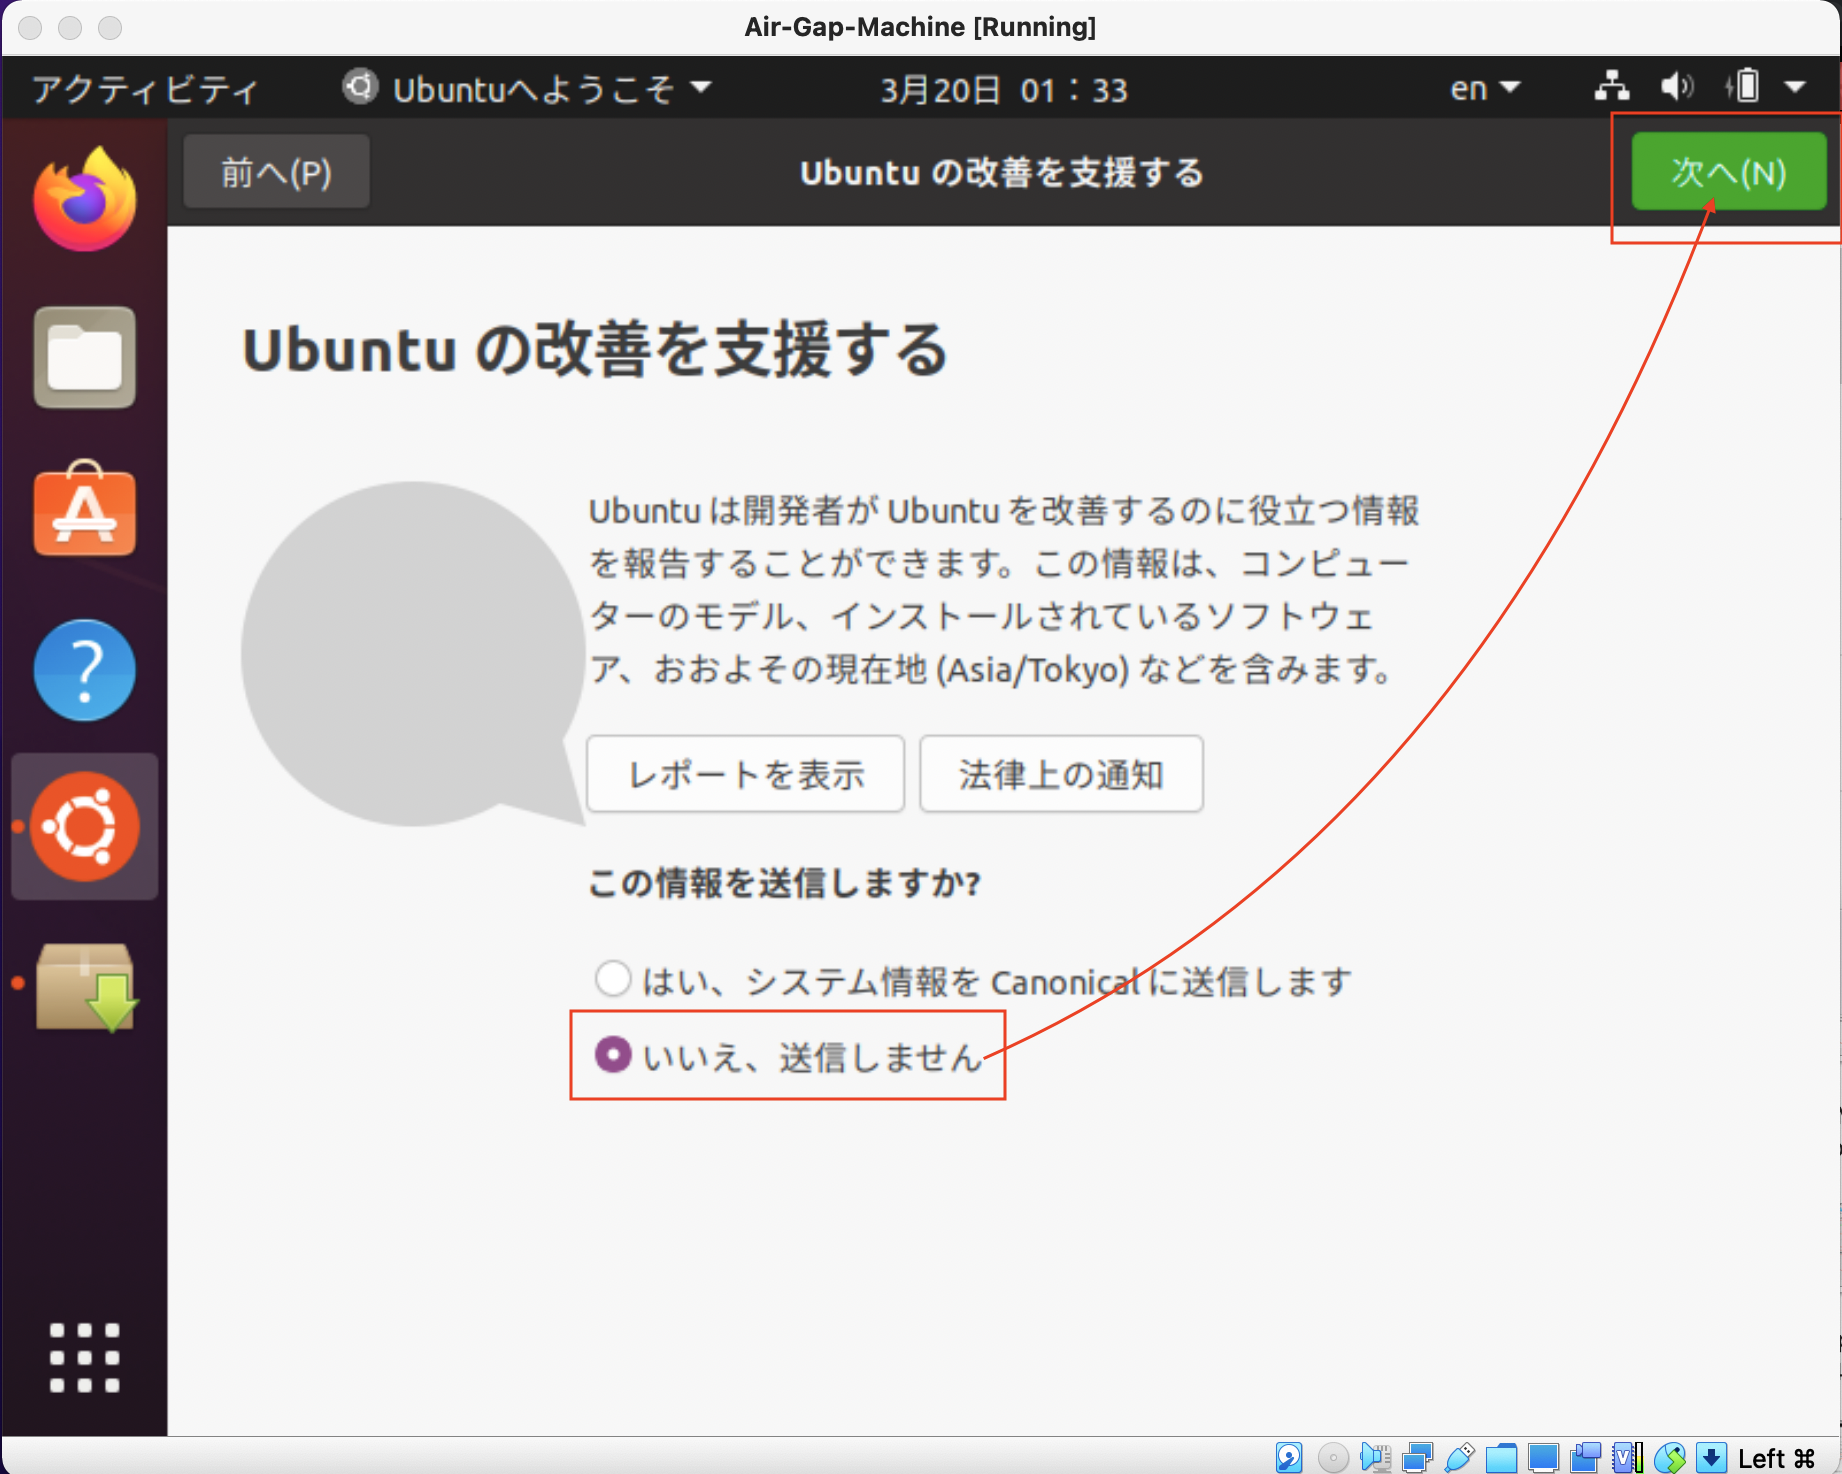 Air-Gap-Machine [Running]
アクティビティ Ubuntuへようこそ 3月20日 01：33 en
前へ(P) Ubuntu の改善を支援する 次へ(N)
Ubuntu の改善を支援する
Ubuntu は開発者が Ubuntu を改善するのに役立つ情報
を報告することができます。この情報は、コンピュー
ターのモデル、インストールされているソフトウェ
ア、おおよその現在地 (Asia/Tokyo) などを含みます。
レポートを表示 法律上の通知
この情報を送信しますか?
はい、システム情報を Canonical に送信します
いいえ、送信しません
Left ⌘